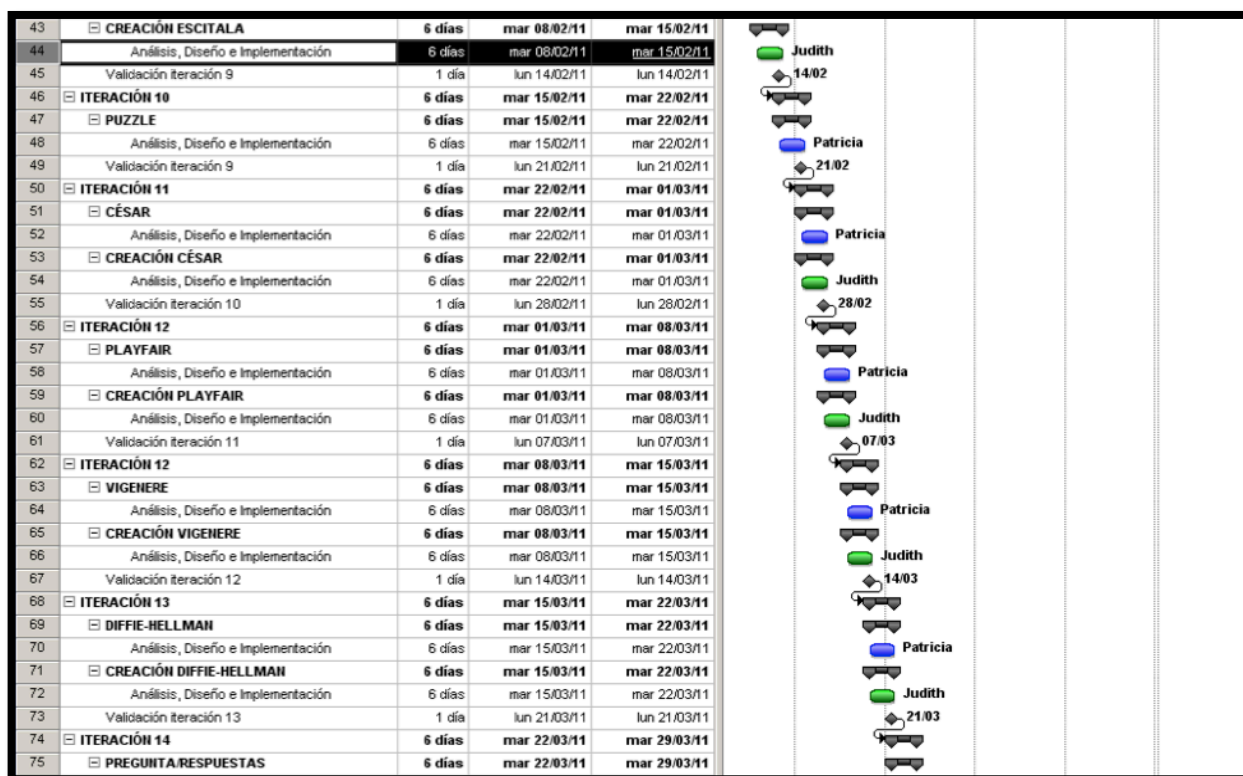 43 CREACIÓN ESCITALA 6 días mar 08/02/11 mar 15/02/11
44 Análisis, Diseño e Implementación 6 días mar 08/02/11 mar 15/02/11 Judith
45 Validación iteración 9 1 día lun 14/02/11 lun 14/02/11 14/02
46 ITERACIÓN 10 6 días mar 15/02/11 mar 22/02/11
47 PUZZLE 6 días mar 15/02/11 mar 22/02/11
48 Análisis, Diseño e Implementación 6 días mar 15/02/11 mar 22/02/11 Patricia
49 Validación iteración 9 1 día lun 21/02/11 lun 21/02/11 21/02
50 ITERACIÓN 11 6 días mar 22/02/11 mar 01/03/11
51 CÉSAR 6 días mar 22/02/11 mar 01/03/11
52 Análisis, Diseño e Implementación 6 días mar 22/02/11 mar 01/03/11 Patricia
53 CREACIÓN CÉSAR 6 días mar 22/02/11 mar 01/03/11
54 Análisis, Diseño e Implementación 6 días mar 22/02/11 mar 01/03/11 Judith
55 Validación iteración 10 1 día lun 28/02/11 lun 28/02/11 28/02
56 ITERACIÓN 12 6 días mar 01/03/11 mar 08/03/11
57 PLAYFAIR 6 días mar 01/03/11 mar 08/03/11
58 Análisis, Diseño e Implementación 6 días mar 01/03/11 mar 08/03/11 Patricia
59 CREACIÓN PLAYFAIR 6 días mar 01/03/11 mar 08/03/11
60 Análisis, Diseño e Implementación 6 días mar 01/03/11 mar 08/03/11 Judith
61 Validación iteración 11 1 día lun 07/03/11 lun 07/03/11 07/03
62 ITERACIÓN 12 6 días mar 08/03/11 mar 15/03/11
63 VIGENERE 6 días mar 08/03/11 mar 15/03/11
64 Análisis, Diseño e Implementación 6 días mar 08/03/11 mar 15/03/11 Patricia
65 CREACIÓN VIGENERE 6 días mar 08/03/11 mar 15/03/11
66 Análisis, Diseño e Implementación 6 días mar 08/03/11 mar 15/03/11 Judith
67 Validación iteración 12 1 día lun 14/03/11 lun 14/03/11 14/03
68 ITERACIÓN 13 6 días mar 15/03/11 mar 22/03/11
69 DIFFIE-HELLMAN 6 días mar 15/03/11 mar 22/03/11
70 Análisis, Diseño e Implementación 6 días mar 15/03/11 mar 22/03/11 Patricia
71 CREACIÓN DIFFIE-HELLMAN 6 días mar 15/03/11 mar 22/03/11
72 Análisis, Diseño e Implementación 6 días mar 15/03/11 mar 22/03/11 Judith
73 Validación iteración 13 1 día lun 21/03/11 lun 21/03/11 21/03
74 ITERACIÓN 14 6 días mar 22/03/11 mar 29/03/11
75 PREGUNTA/RESPUESTAS 6 días mar 22/03/11 mar 29/03/11